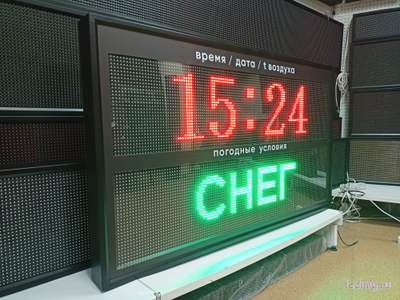 время / дата / t воздуха
15:24
погодные условия
СНЕГ